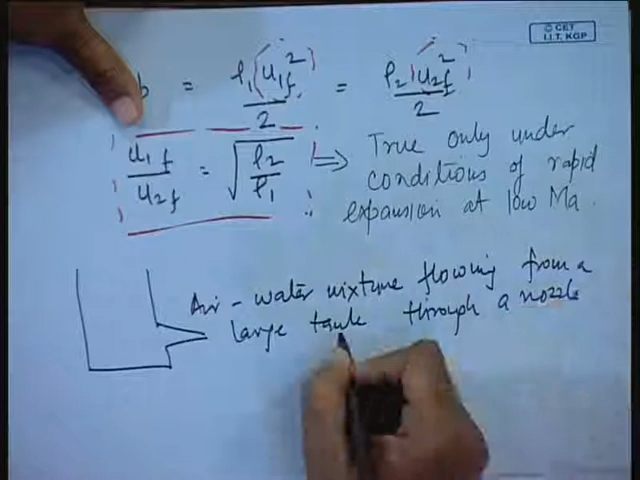 © CET
I.I.T. KGP
p = ρ₁(u₁f²)/2 = ρ₂(u₂f²)/2
u₁f/u₂f = √(ρ₂/ρ₁) ⇒ True only under
conditions of rapid
expansion at low Ma.
Air - water mixture flowing from a
large tank through a nozzle